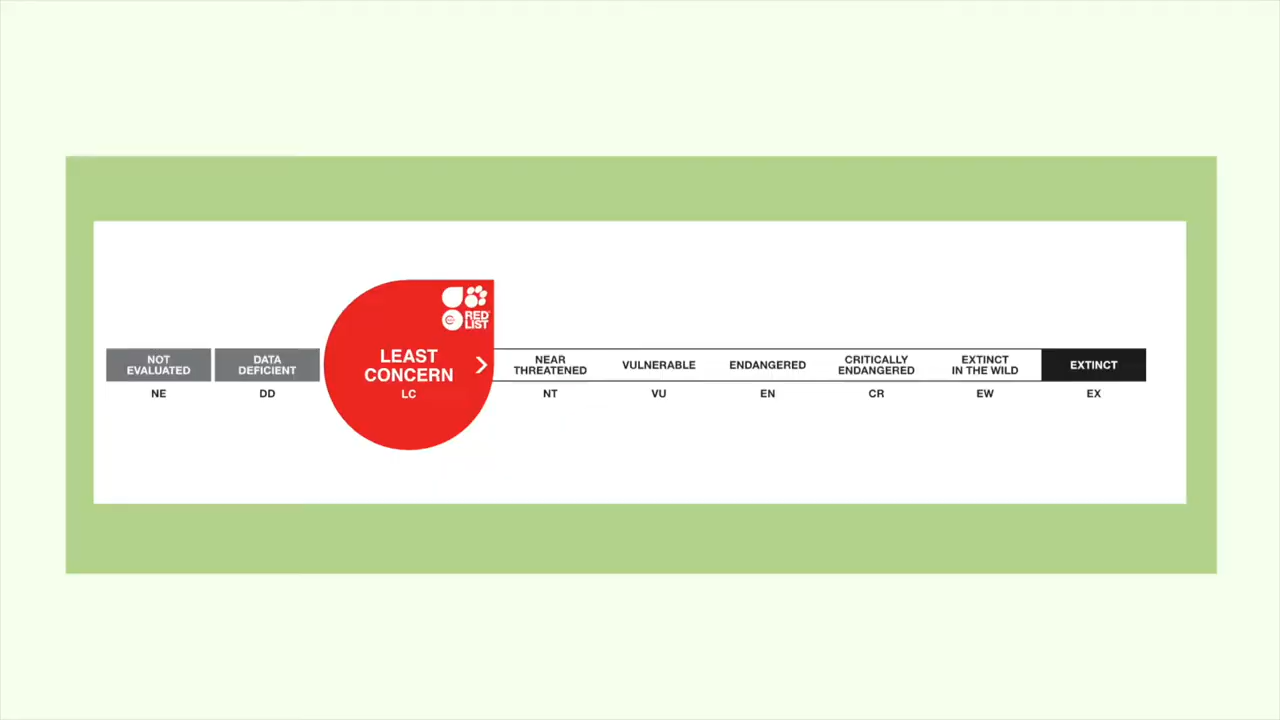 RED
LIST
NOT
EVALUATED
NE
DATA
DEFICIENT
DD
LEAST
CONCERN
LC
NEAR
THREATENED
NT
VULNERABLE
VU
ENDANGERED
EN
CRITICALLY
ENDANGERED
CR
EXTINCT
IN THE WILD
EW
EXTINCT
EX